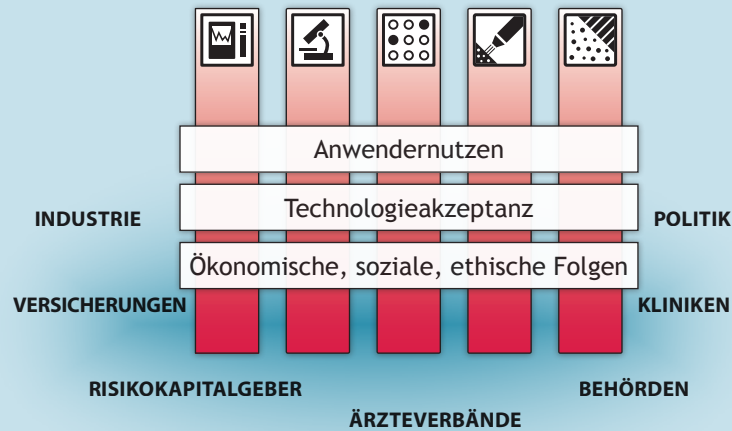 Anwendernutzen
Technologieakzeptanz
INDUSTRIE
POLITIK
Ökonomische, soziale, ethische Folgen
VERSICHERUNGEN
KLINIKEN
RISIKOKAPITALGEBER
BEHÖRDEN
ÄRZTEVERBÄNDE